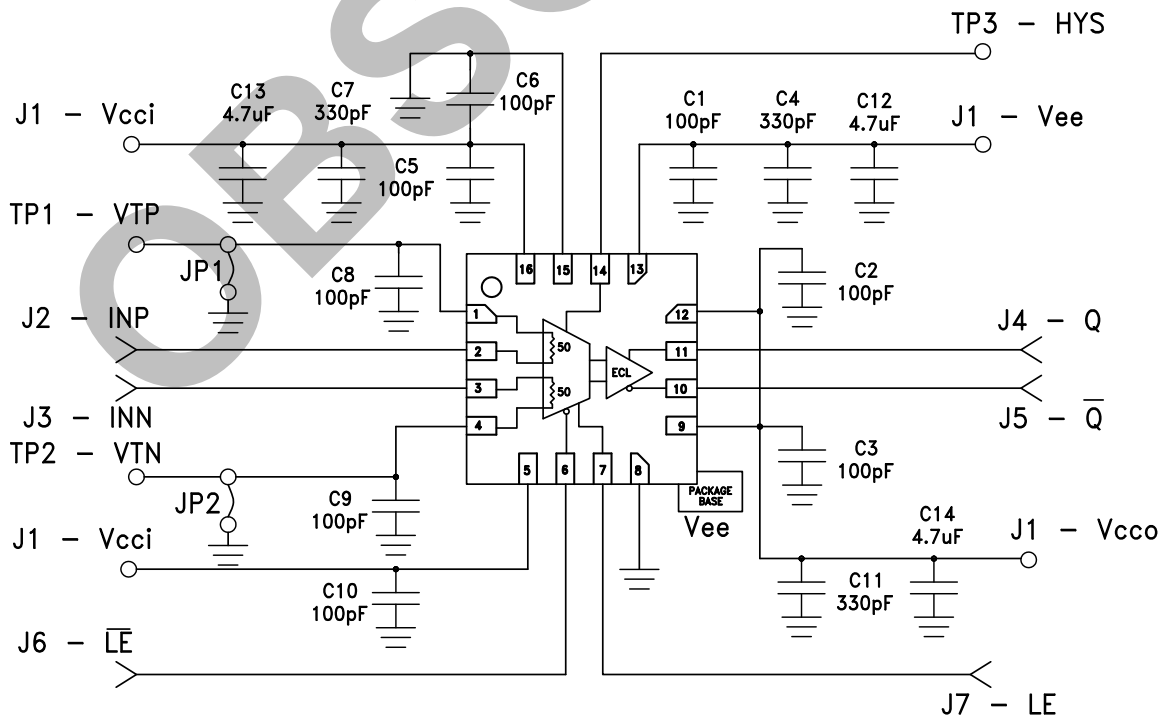 TP3 - HYS
C6
100pF
C13
4.7uF
C7
330pF
J1 - Vcci
C5
100pF
C1
100pF
C4
330pF
C12
4.7uF
J1 - Vee
TP1 - VTP
JP1
C8
100pF
16
15
14
13
C2
100pF
J2 - INP
1
12
J4 - Q
2
50
11
ECL
3
50
10
J3 - INN
J5 - Q̅
4
9
TP2 - VTN
5
6
7
8
C3
100pF
JP2
C9
100pF
PACKAGE
BASE
Vee
C14
4.7uF
J1 - Vcco
J1 - Vcci
C10
100pF
C11
330pF
J6 - L̅E̅
J7 - LE